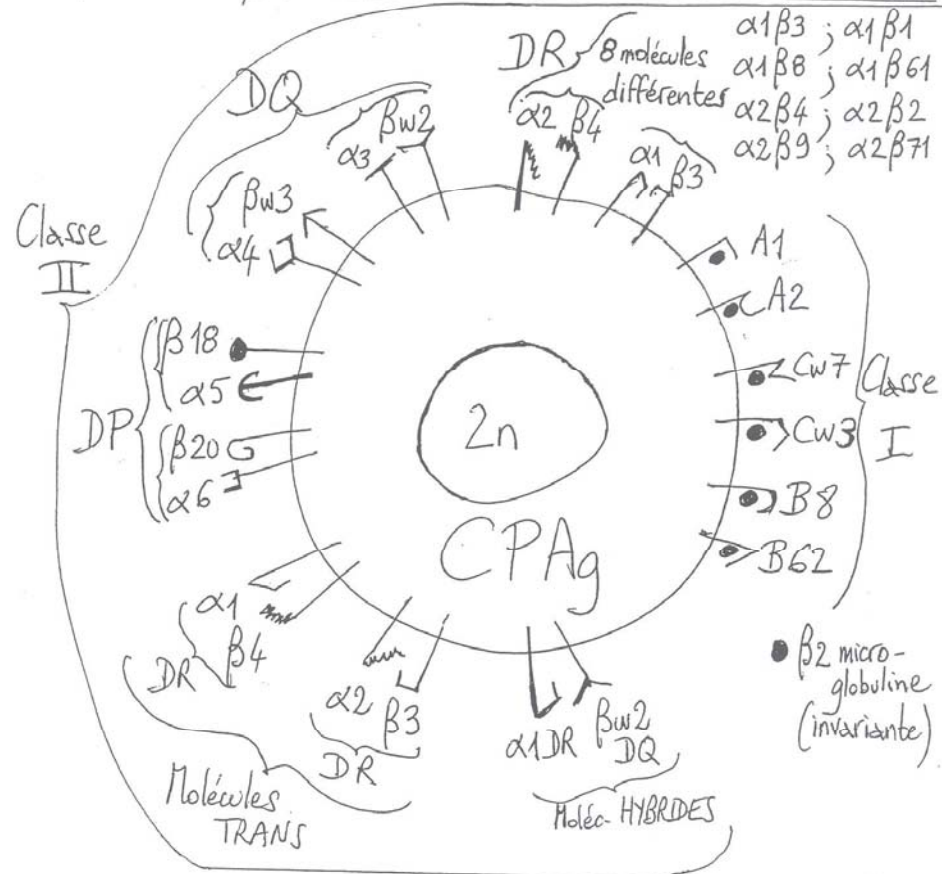 DR
8 molécules
différentes
α1β3 ; α1β1
α1β8 ; α1β61
α2β4 ; α2β2
α2β9 ; α2β71
DQ
α3 βw2
α2 β4
α1 β3
βw3
α4
Classe
II
DP
β18
α5
β20
α6
A1
A2
Cw7
Cw3
B8
B62
Classe
I
2n
CPAg
α1
β4
DR
α2 β3
DR
Molécules
TRANS
α1 DR
βw2
DQ
Moléc. HYBRIDES
β2 micro-
globuline
(invariante)